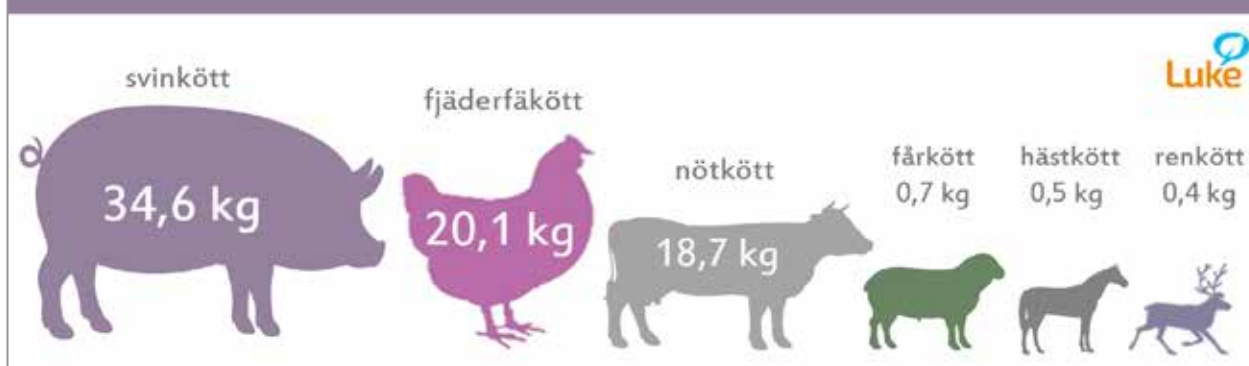 Luke
svinkött
34,6 kg
fjäderfäkött
20,1 kg
nötkött
18,7 kg
fårkött
0,7 kg
hästkött
0,5 kg
renkött
0,4 kg